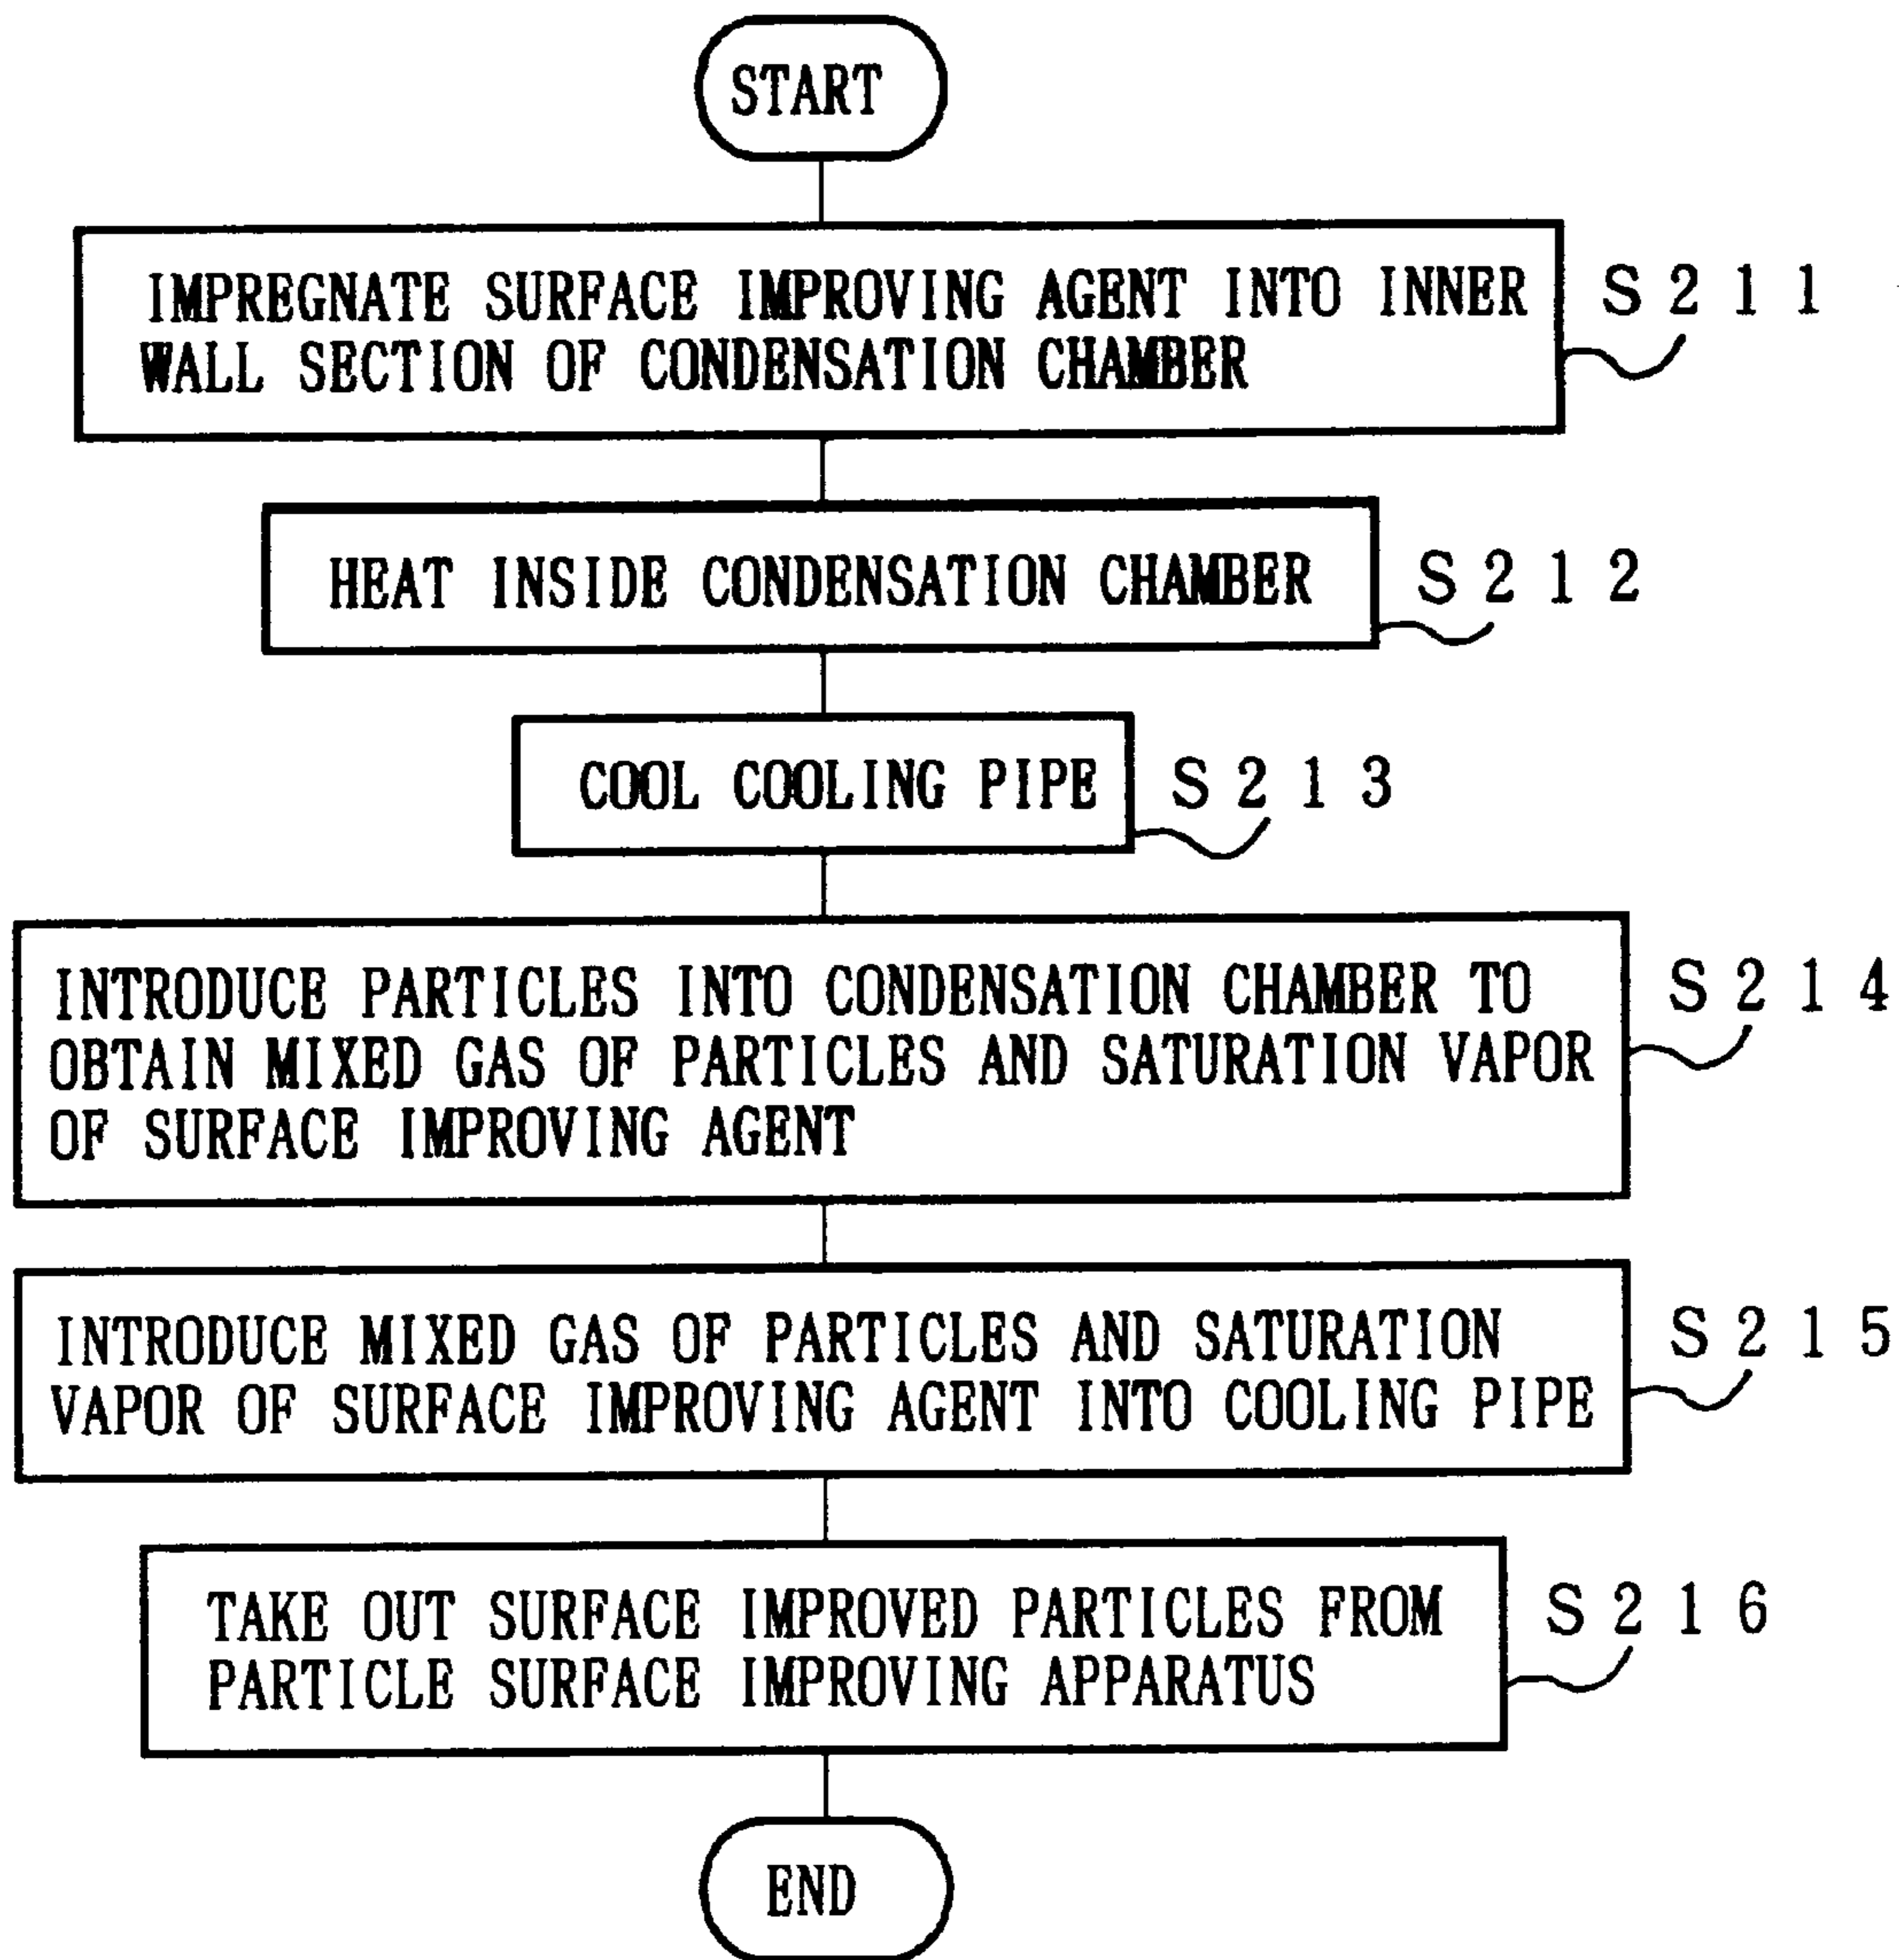 START
IMPREGNATE SURFACE IMPROVING AGENT INTO INNER
WALL SECTION OF CONDENSATION CHAMBER
S211
HEAT INSIDE CONDENSATION CHAMBER
S212
COOL COOLING PIPE
S213
INTRODUCE PARTICLES INTO CONDENSATION CHAMBER TO
OBTAIN MIXED GAS OF PARTICLES AND SATURATION VAPOR
OF SURFACE IMPROVING AGENT
S214
INTRODUCE MIXED GAS OF PARTICLES AND SATURATION
VAPOR OF SURFACE IMPROVING AGENT INTO COOLING PIPE
S215
TAKE OUT SURFACE IMPROVED PARTICLES FROM
PARTICLE SURFACE IMPROVING APPARATUS
S216
END